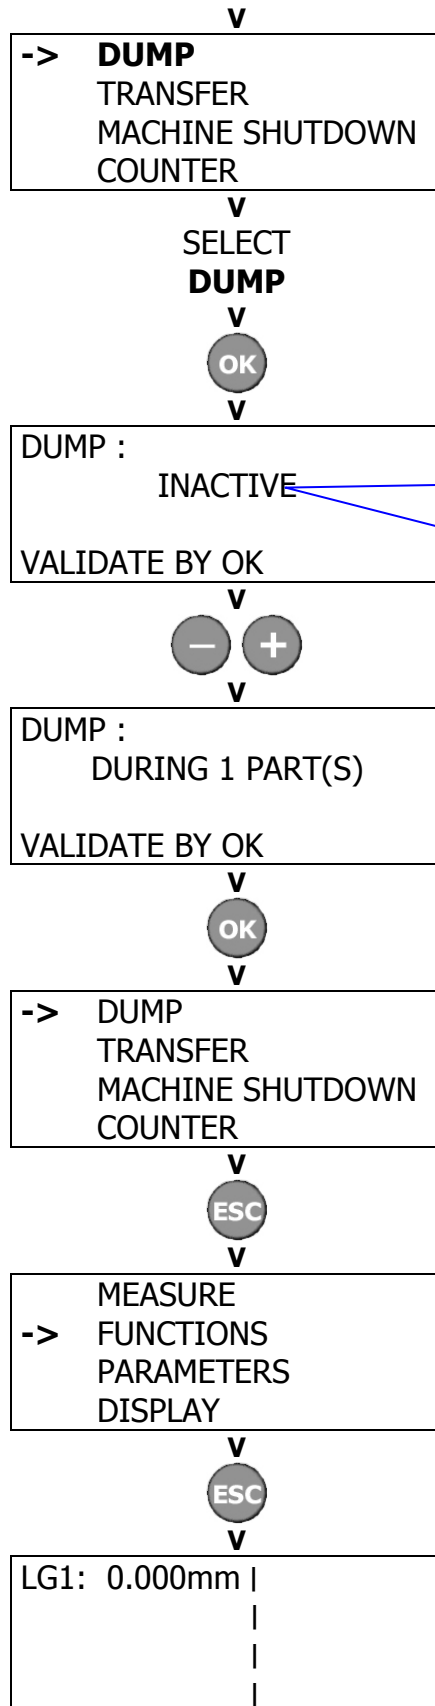 v
-> DUMP
TRANSFER
MACHINE SHUTDOWN
COUNTER
v
SELECT
DUMP
v
OK
v
DUMP :
INACTIVE
VALIDATE BY OK
v
− +
v
DUMP :
DURING 1 PART(S)
VALIDATE BY OK
v
OK
v
-> DUMP
TRANSFER
MACHINE SHUTDOWN
COUNTER
v
ESC
v
MEASURE
-> FUNCTIONS
PARAMETERS
DISPLAY
v
ESC
v
LG1: 0.000mm |
|
|
|